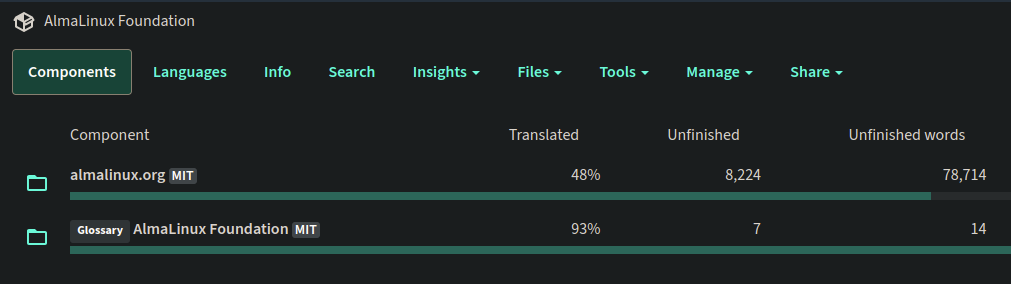 AlmaLinux Foundation
Components Languages Info Search Insights Files Tools Manage Share
Component Translated Unfinished Unfinished words
almalinux.org MIT 48% 8,224 78,714
Glossary AlmaLinux Foundation MIT 93% 7 14